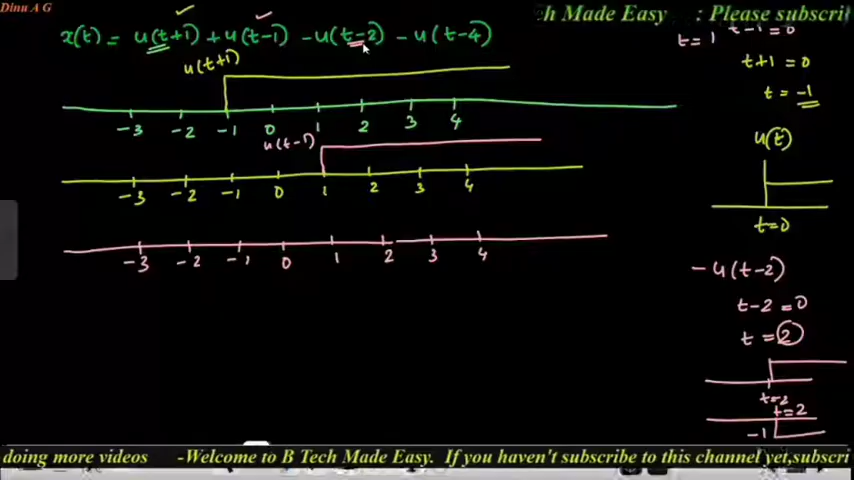 Dinu A G
ch Made Easy : Please subscri
x(t) = u(t+1) + u(t-1) - u(t-2) - u(t-4)
t=1 t-1=0
t+1=0
t=-1
u(t+1)
-3 -2 -1 0 1 2 3 4
u(t-1)
-3 -2 -1 0 1 2 3 4
u(t)
t=0
-3 -2 -1 0 1 2 3 4
-u(t-2)
t-2=0
t=2
t=2
t=2
-1
doing more videos -Welcome to B Tech Made Easy. If you haven't subscribe to this channel yet,subscri